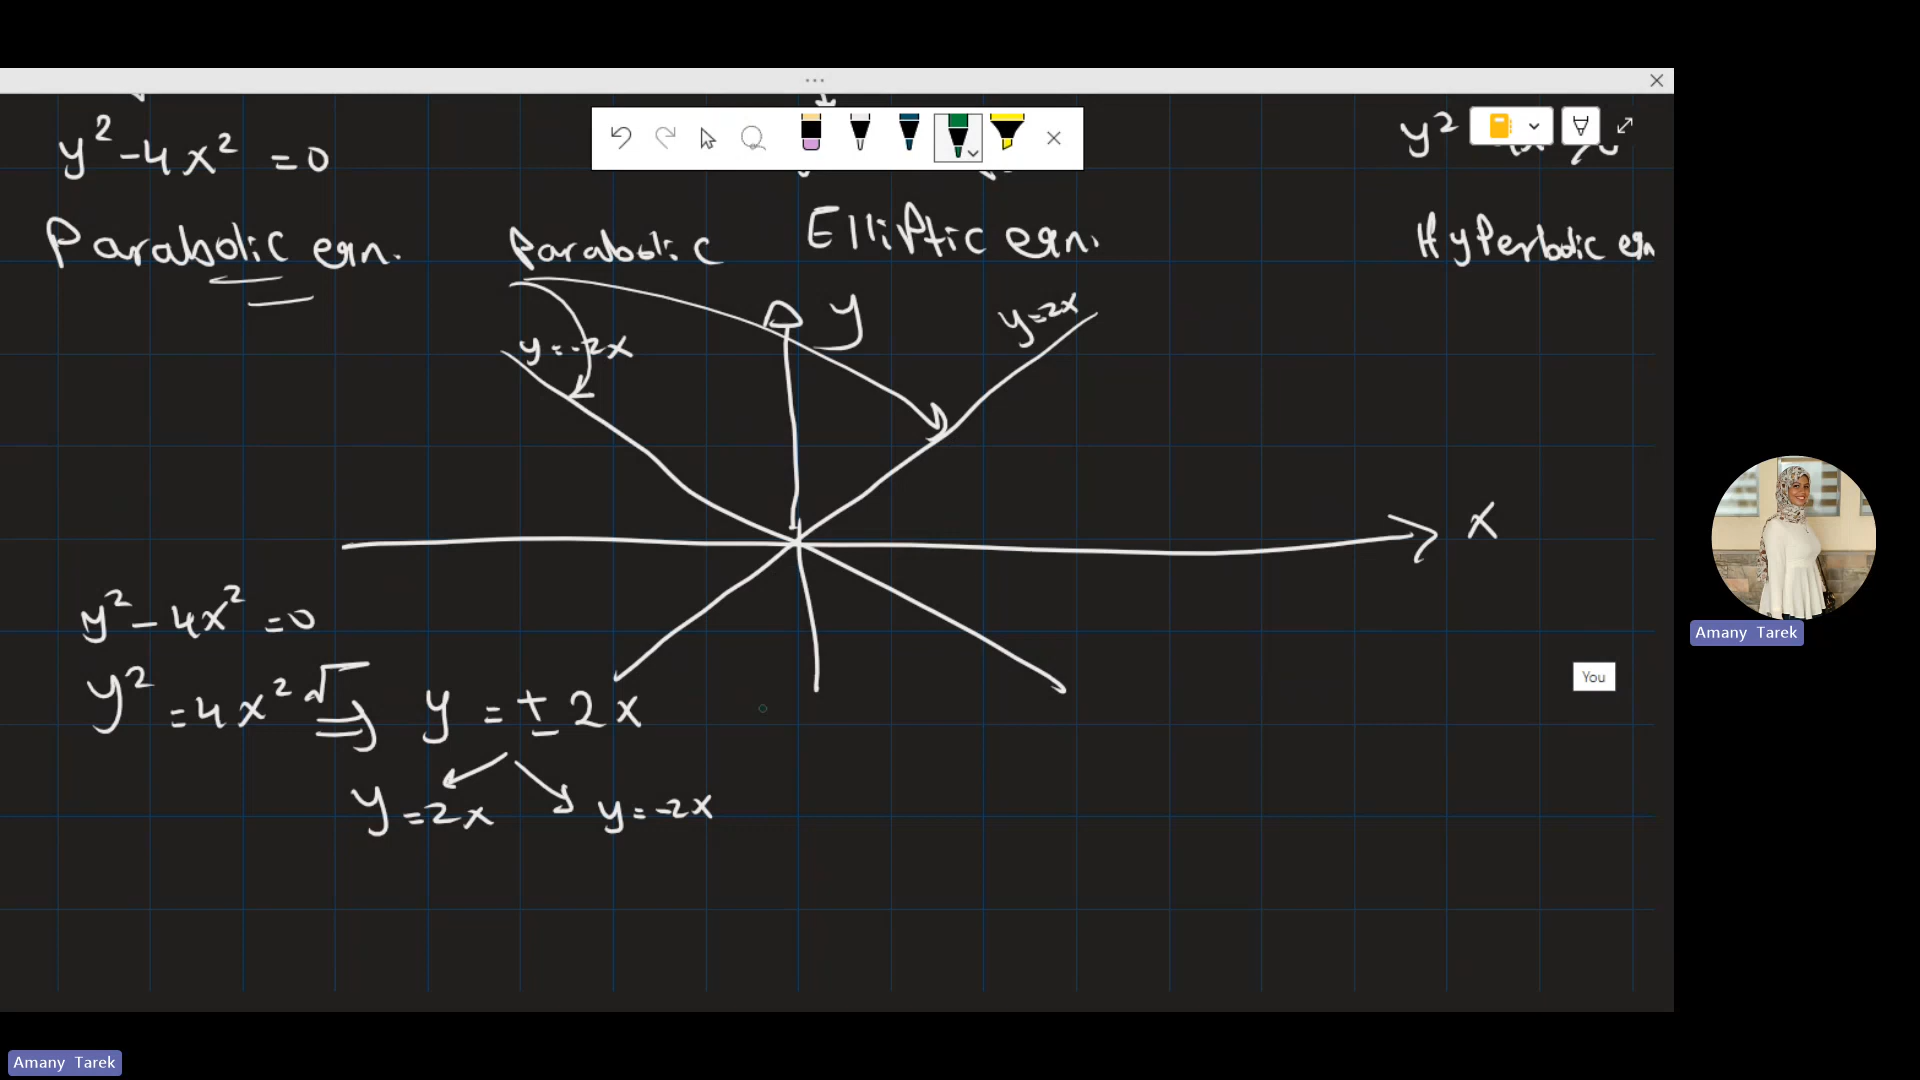 y² - 4x² = 0
y²
Parabolic eqn.
Parabolic
Elliptic eqn.
Hyperbolic eqn
y
y = 2x
y = -2x
x
y² - 4x² = 0
y² = 4x² √ ⇒ y = ± 2x
y = 2x
y = -2x
You
Amany Tarek
Amany Tarek